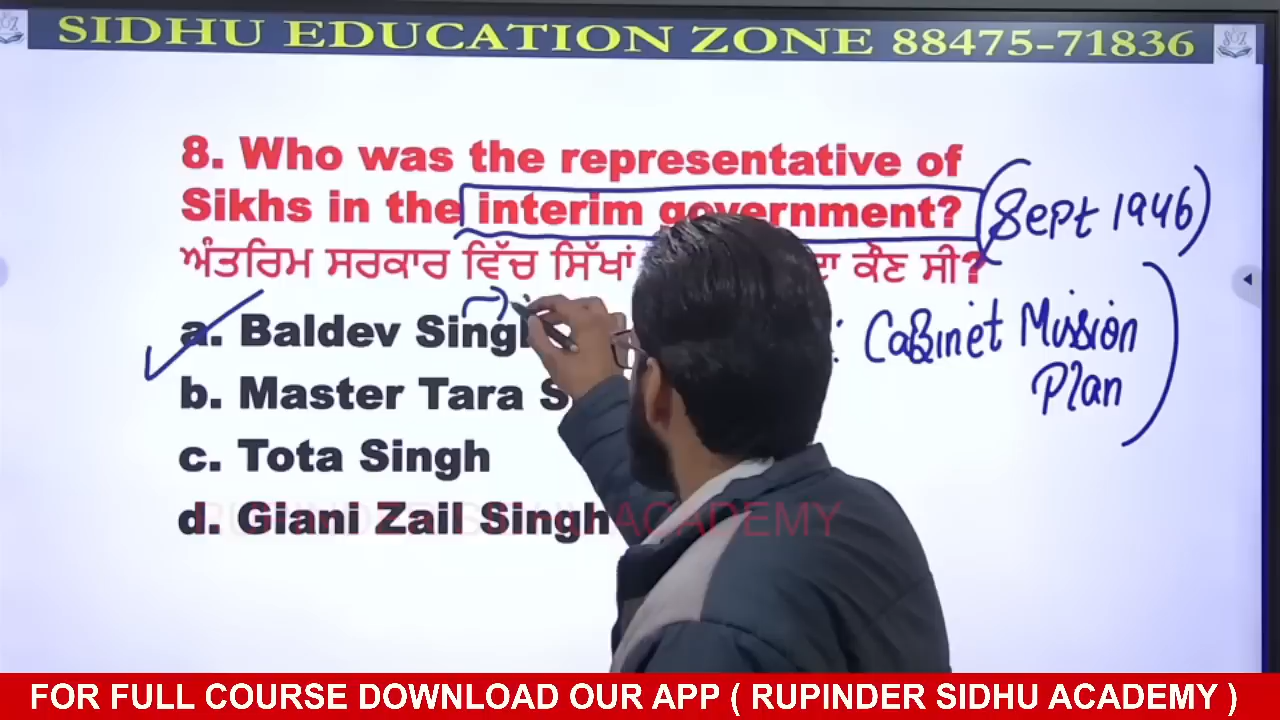 SIDHU EDUCATION ZONE 88475-71836
8. Who was the representative of
Sikhs in the interim government?
(Sept 1946)
ਅੰਤਰਿਮ ਸਰਕਾਰ ਵਿੱਚ ਸਿੱਖਾਂ ਦਾ ਕੌਣ ਸੀ?
a. Baldev Singh
: Cabinet Mission
Plan
b. Master Tara S
c. Tota Singh
d. Giani Zail Singh
RUPINDER SIDHU ACADEMY
FOR FULL COURSE DOWNLOAD OUR APP ( RUPINDER SIDHU ACADEMY )